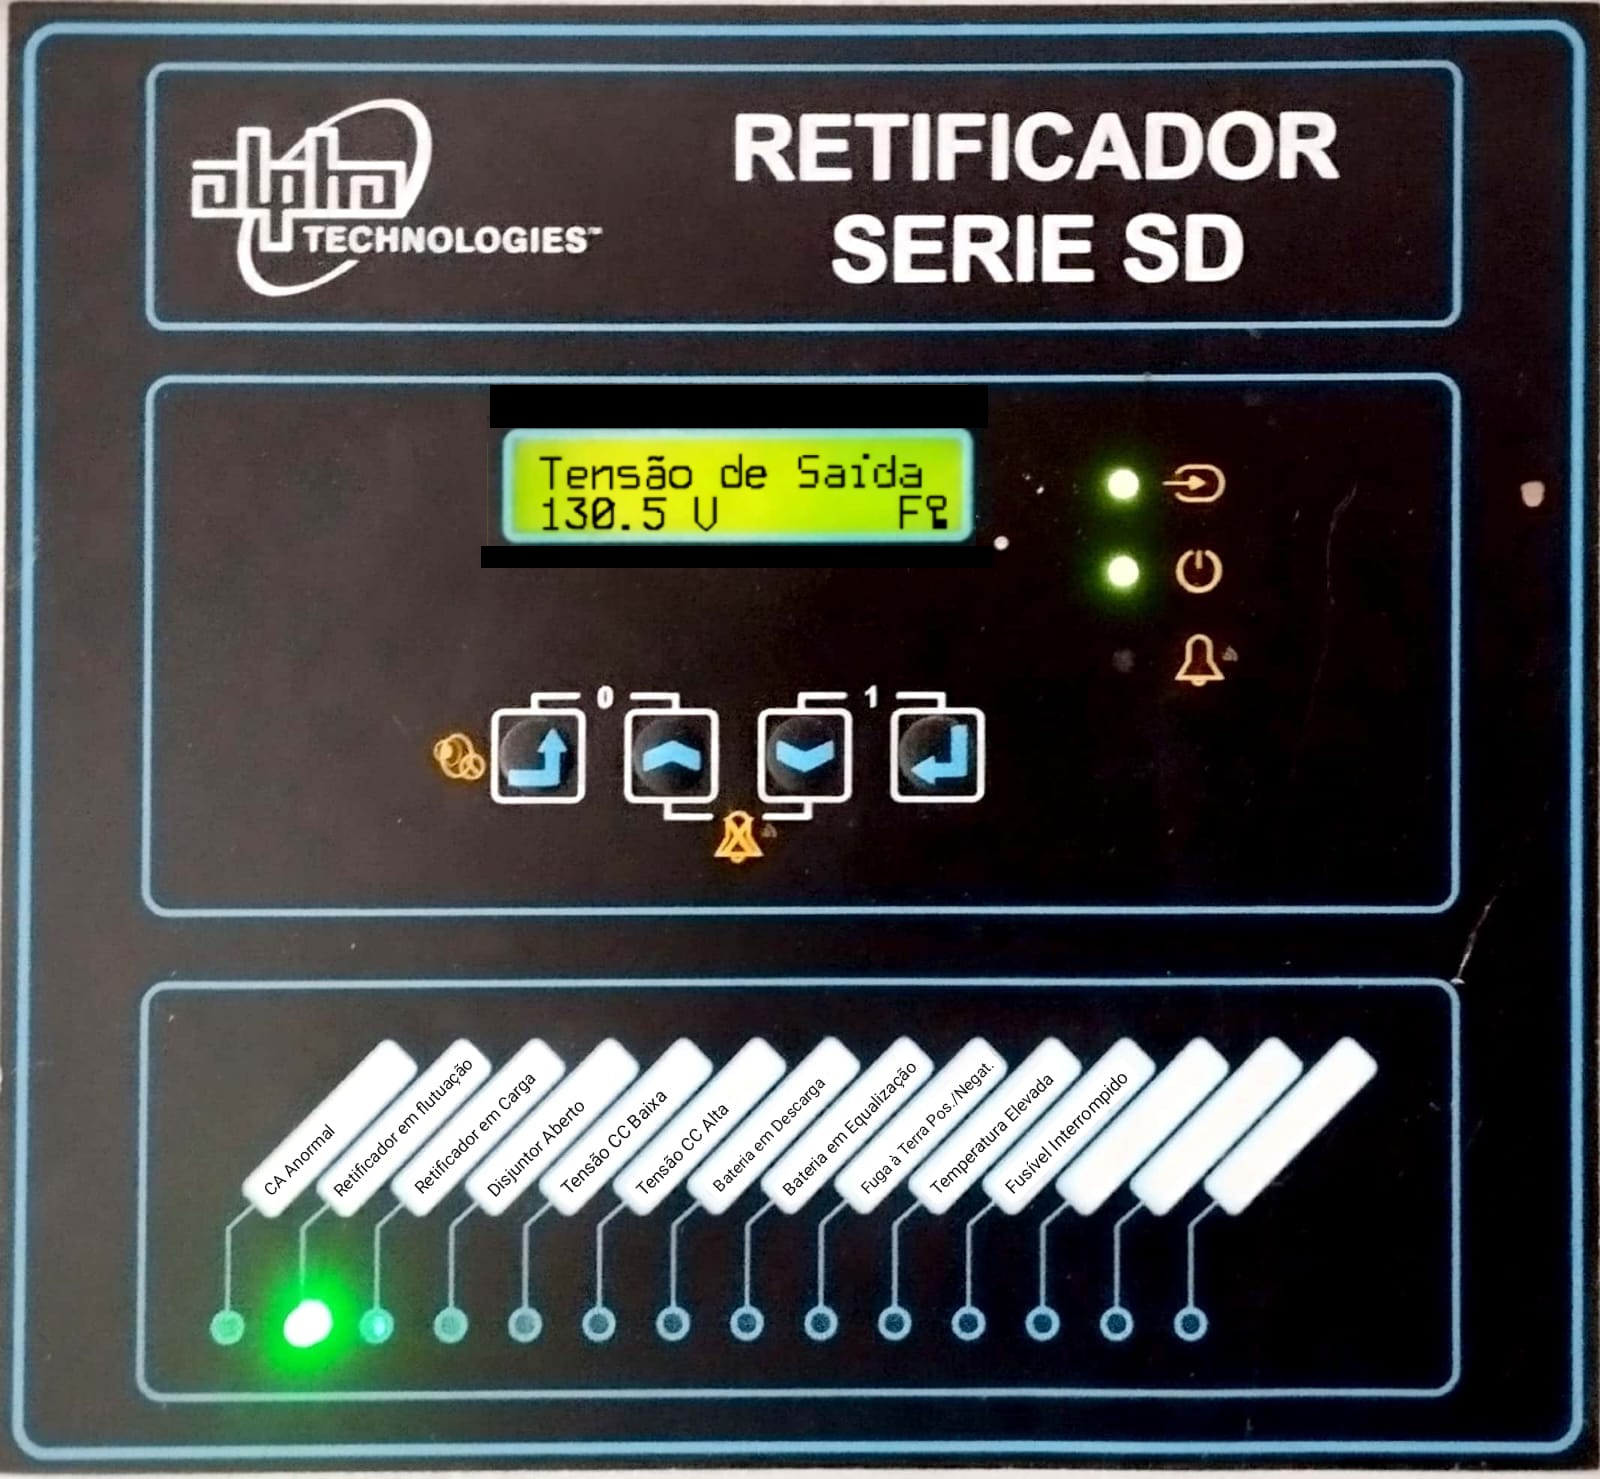 alpha
TECHNOLOGIES™
RETIFICADOR
SERIE SD
Tensão de Saída
130.5 V F
0
1
CA Anormal
Retificador em flutuação
Retificador em Carga
Disjuntor Aberto
Tensão CC Baixa
Tensão CC Alta
Bateria em Descarga
Bateria em Equalização
Fuga à Terra Pos./Negat.
Temperatura Elevada
Fusível Interrompido